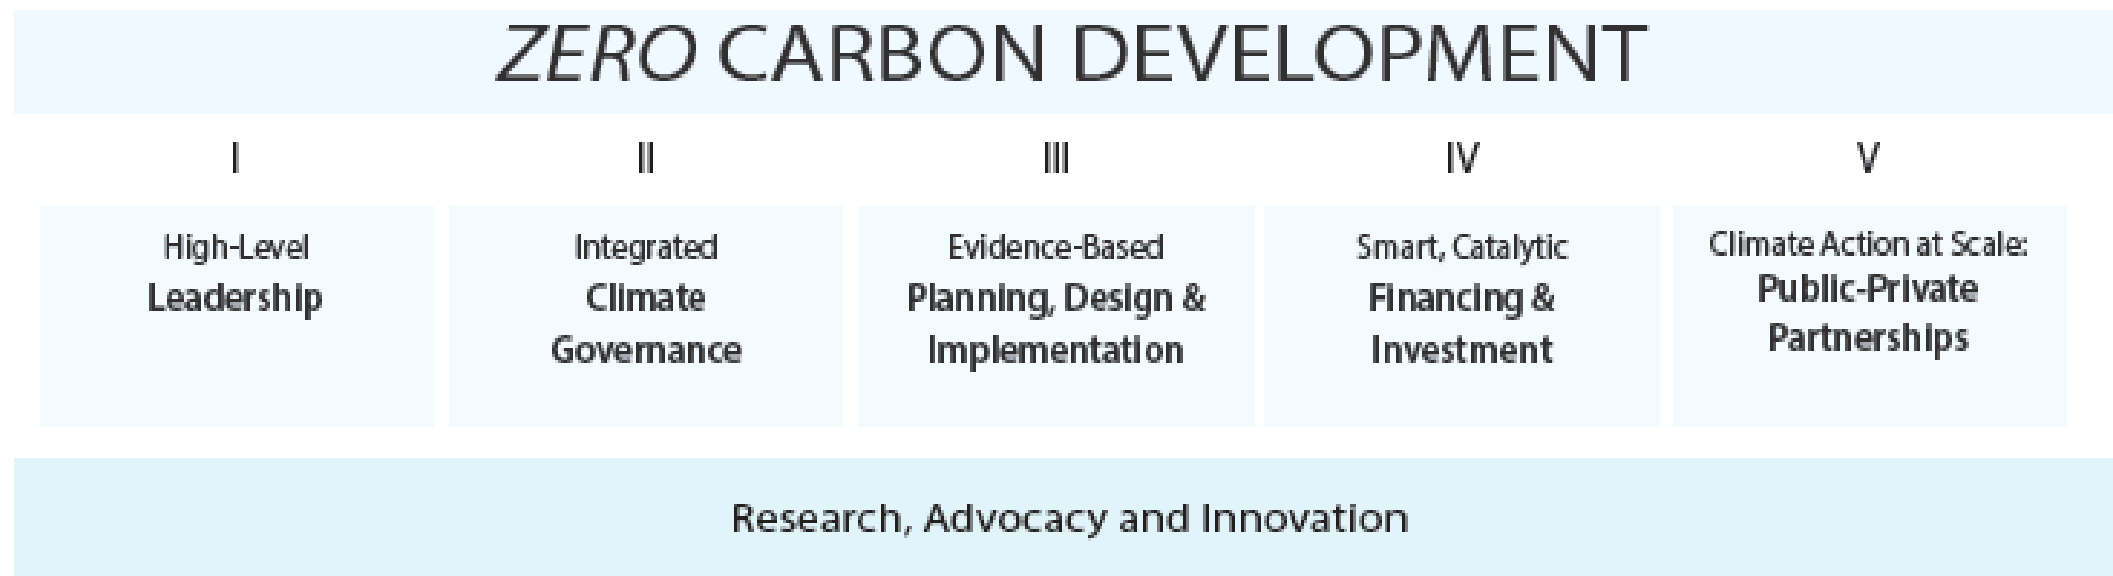 ZERO CARBON DEVELOPMENT
I
II
III
IV
V
High-Level
Leadership
Integrated
Climate
Governance
Evidence-Based
Planning, Design &
Implementation
Smart, Catalytic
Financing &
Investment
Climate Action at Scale:
Public-Private
Partnerships
Research, Advocacy and Innovation